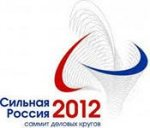 Сильная
Россия 2012
саммит деловых кругов